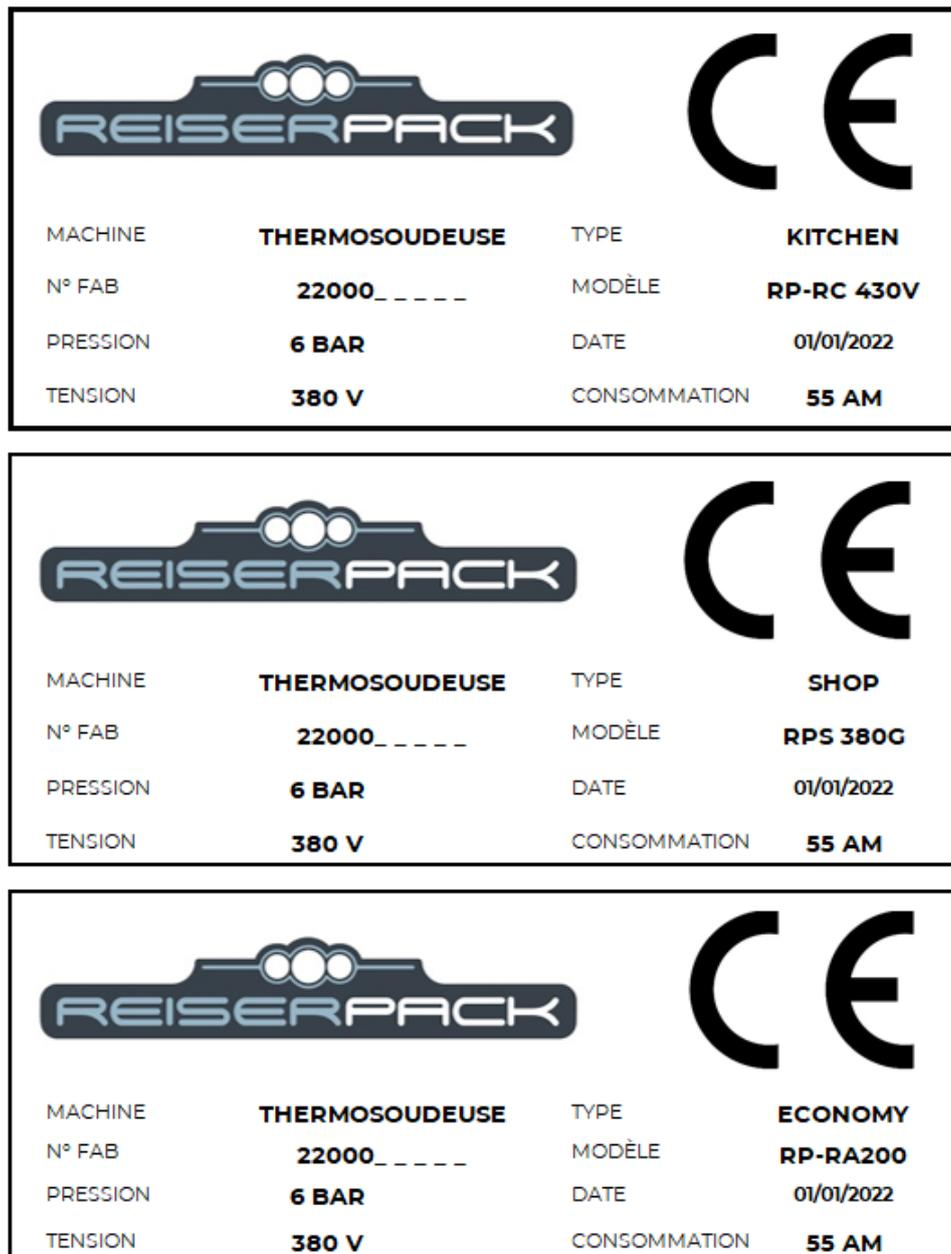 REISERPACK CE
MACHINE THERMOSOUDEUSE TYPE KITCHEN
N° FAB 22000_ _ _ _ _ MODÈLE RP-RC 430V
PRESSION 6 BAR DATE 01/01/2022
TENSION 380 V CONSOMMATION 55 AM
REISERPACK CE
MACHINE THERMOSOUDEUSE TYPE SHOP
N° FAB 22000_ _ _ _ _ MODÈLE RPS 380G
PRESSION 6 BAR DATE 01/01/2022
TENSION 380 V CONSOMMATION 55 AM
REISERPACK CE
MACHINE THERMOSOUDEUSE TYPE ECONOMY
N° FAB 22000_ _ _ _ _ MODÈLE RP-RA200
PRESSION 6 BAR DATE 01/01/2022
TENSION 380 V CONSOMMATION 55 AM